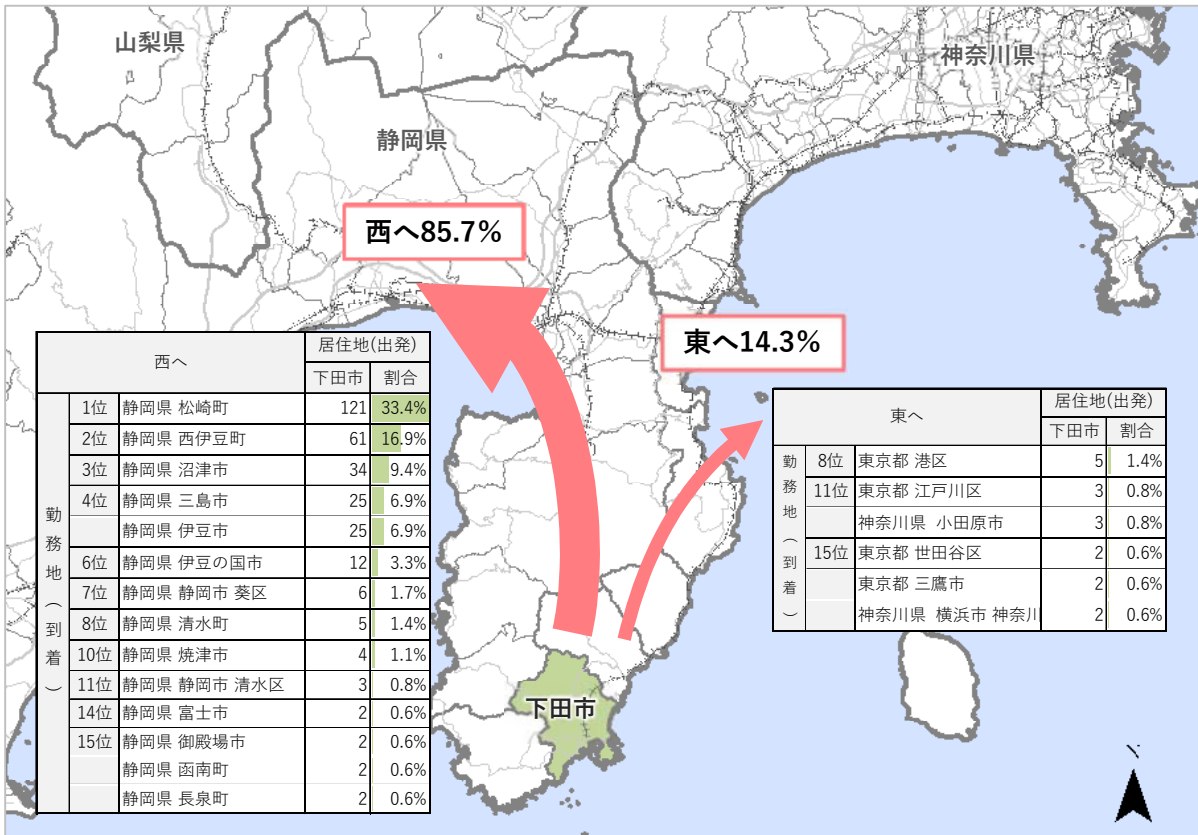 山梨県
神奈川県
静岡県
西へ85.7%
東へ14.3%
西へ 居住地(出発)
下田市 割合
勤務地(到着)
1位 静岡県 松崎町 121 33.4%
2位 静岡県 西伊豆町 61 16.9%
3位 静岡県 沼津市 34 9.4%
4位 静岡県 三島市 25 6.9%
静岡県 伊豆市 25 6.9%
6位 静岡県 伊豆の国市 12 3.3%
7位 静岡県 静岡市 葵区 6 1.7%
8位 静岡県 清水町 5 1.4%
10位 静岡県 焼津市 4 1.1%
11位 静岡県 静岡市 清水区 3 0.8%
14位 静岡県 富士市 2 0.6%
15位 静岡県 御殿場市 2 0.6%
静岡県 函南町 2 0.6%
静岡県 長泉町 2 0.6%
東へ 居住地(出発)
下田市 割合
勤務地(到着)
8位 東京都 港区 5 1.4%
11位 東京都 江戸川区 3 0.8%
神奈川県 小田原市 3 0.8%
15位 東京都 世田谷区 2 0.6%
東京都 三鷹市 2 0.6%
神奈川県 横浜市 神奈川 2 0.6%
下田市